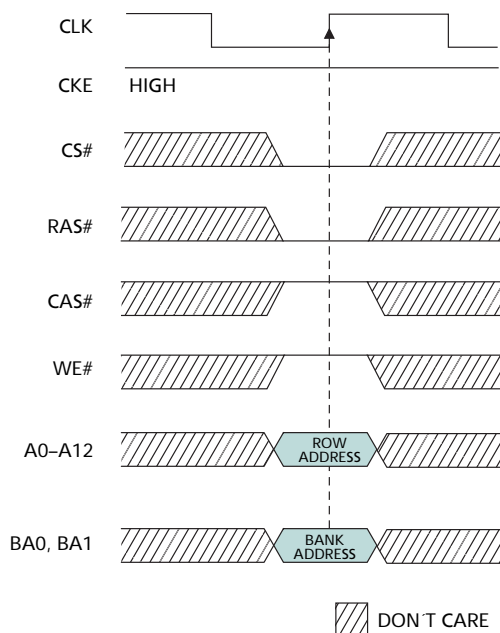 CLK
CKE HIGH
CS#
RAS#
CAS#
WE#
A0–A12 ROW
ADDRESS
BA0, BA1 BANK
ADDRESS
DON´T CARE